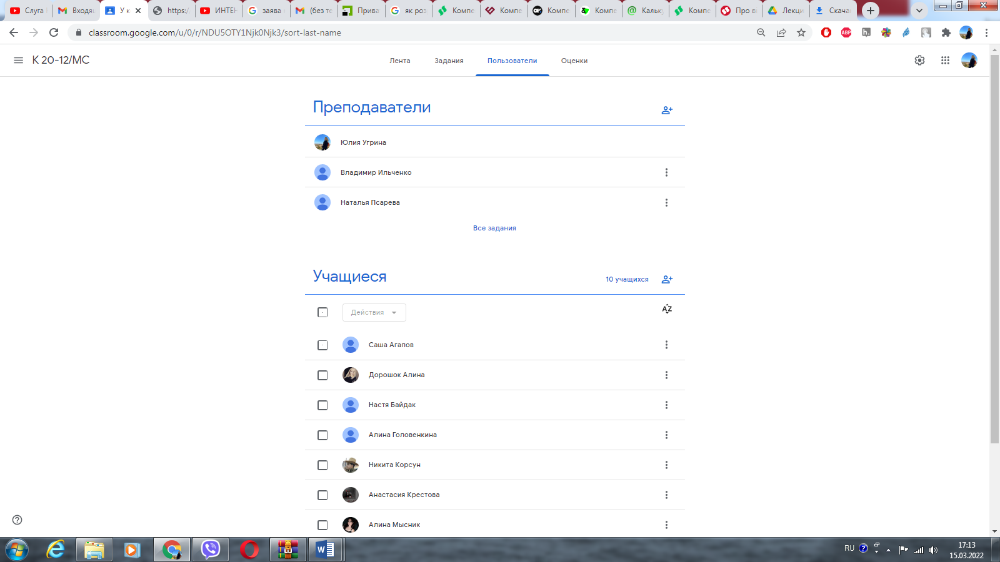 Слуга
Входящ
У к
https:/
ИНТЕН
заява
(без те
Прива
як роз
Компе
Компе
Компе
Компе
Кальку
Компе
Про в
Лекци
Скача
classroom.google.com/u/0/r/NDU5OTY1Njk0Njk3/sort-last-name
К 20-12/МС
Лента Задания Пользователи Оценки
Преподаватели
Юлия Угрина
Владимир Ильченко
Наталья Псарева
Все задания
Учащиеся
10 учащихся
Действия
AZ
Саша Агапов
Дорошок Алина
Настя Байдак
Алина Головенкина
Никита Корсун
Анастасия Крестова
Алина Мысник
RU
17:13
15.03.2022